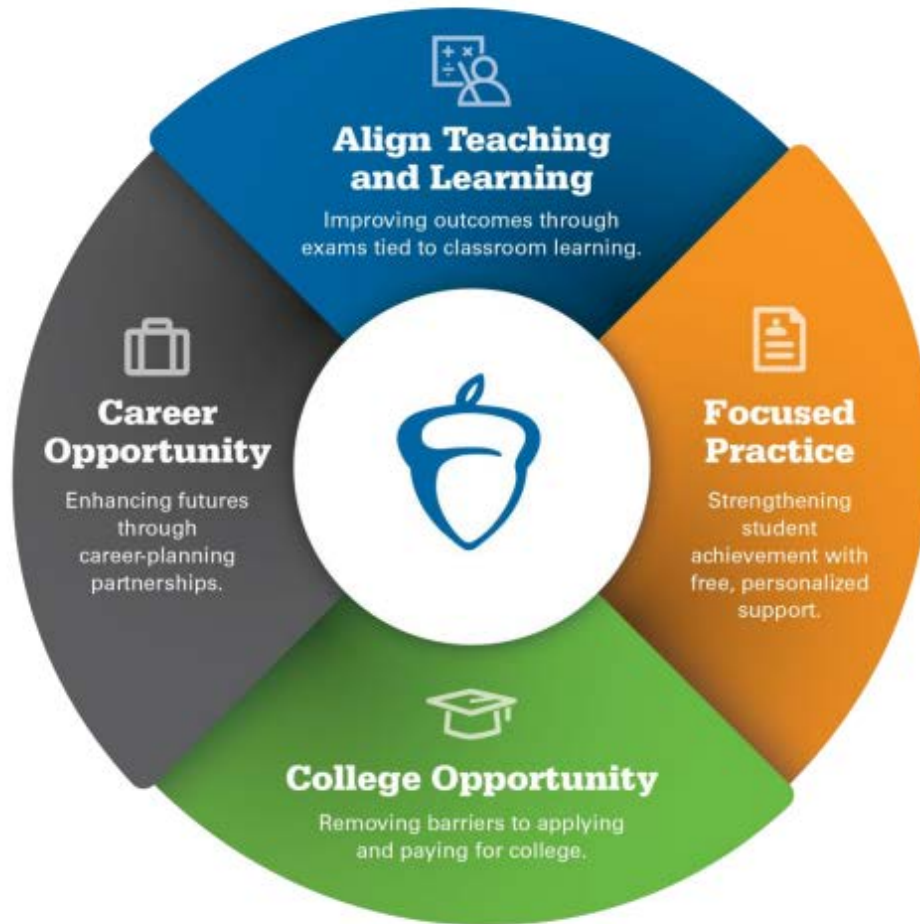 Align Teaching
and Learning
Improving outcomes through
exams tied to classroom learning.
Focused
Practice
Strengthening
student
achievement with
free, personalized
support.
College Opportunity
Removing barriers to applying
and paying for college.
Career
Opportunity
Enhancing futures
through
career-planning
partnerships.